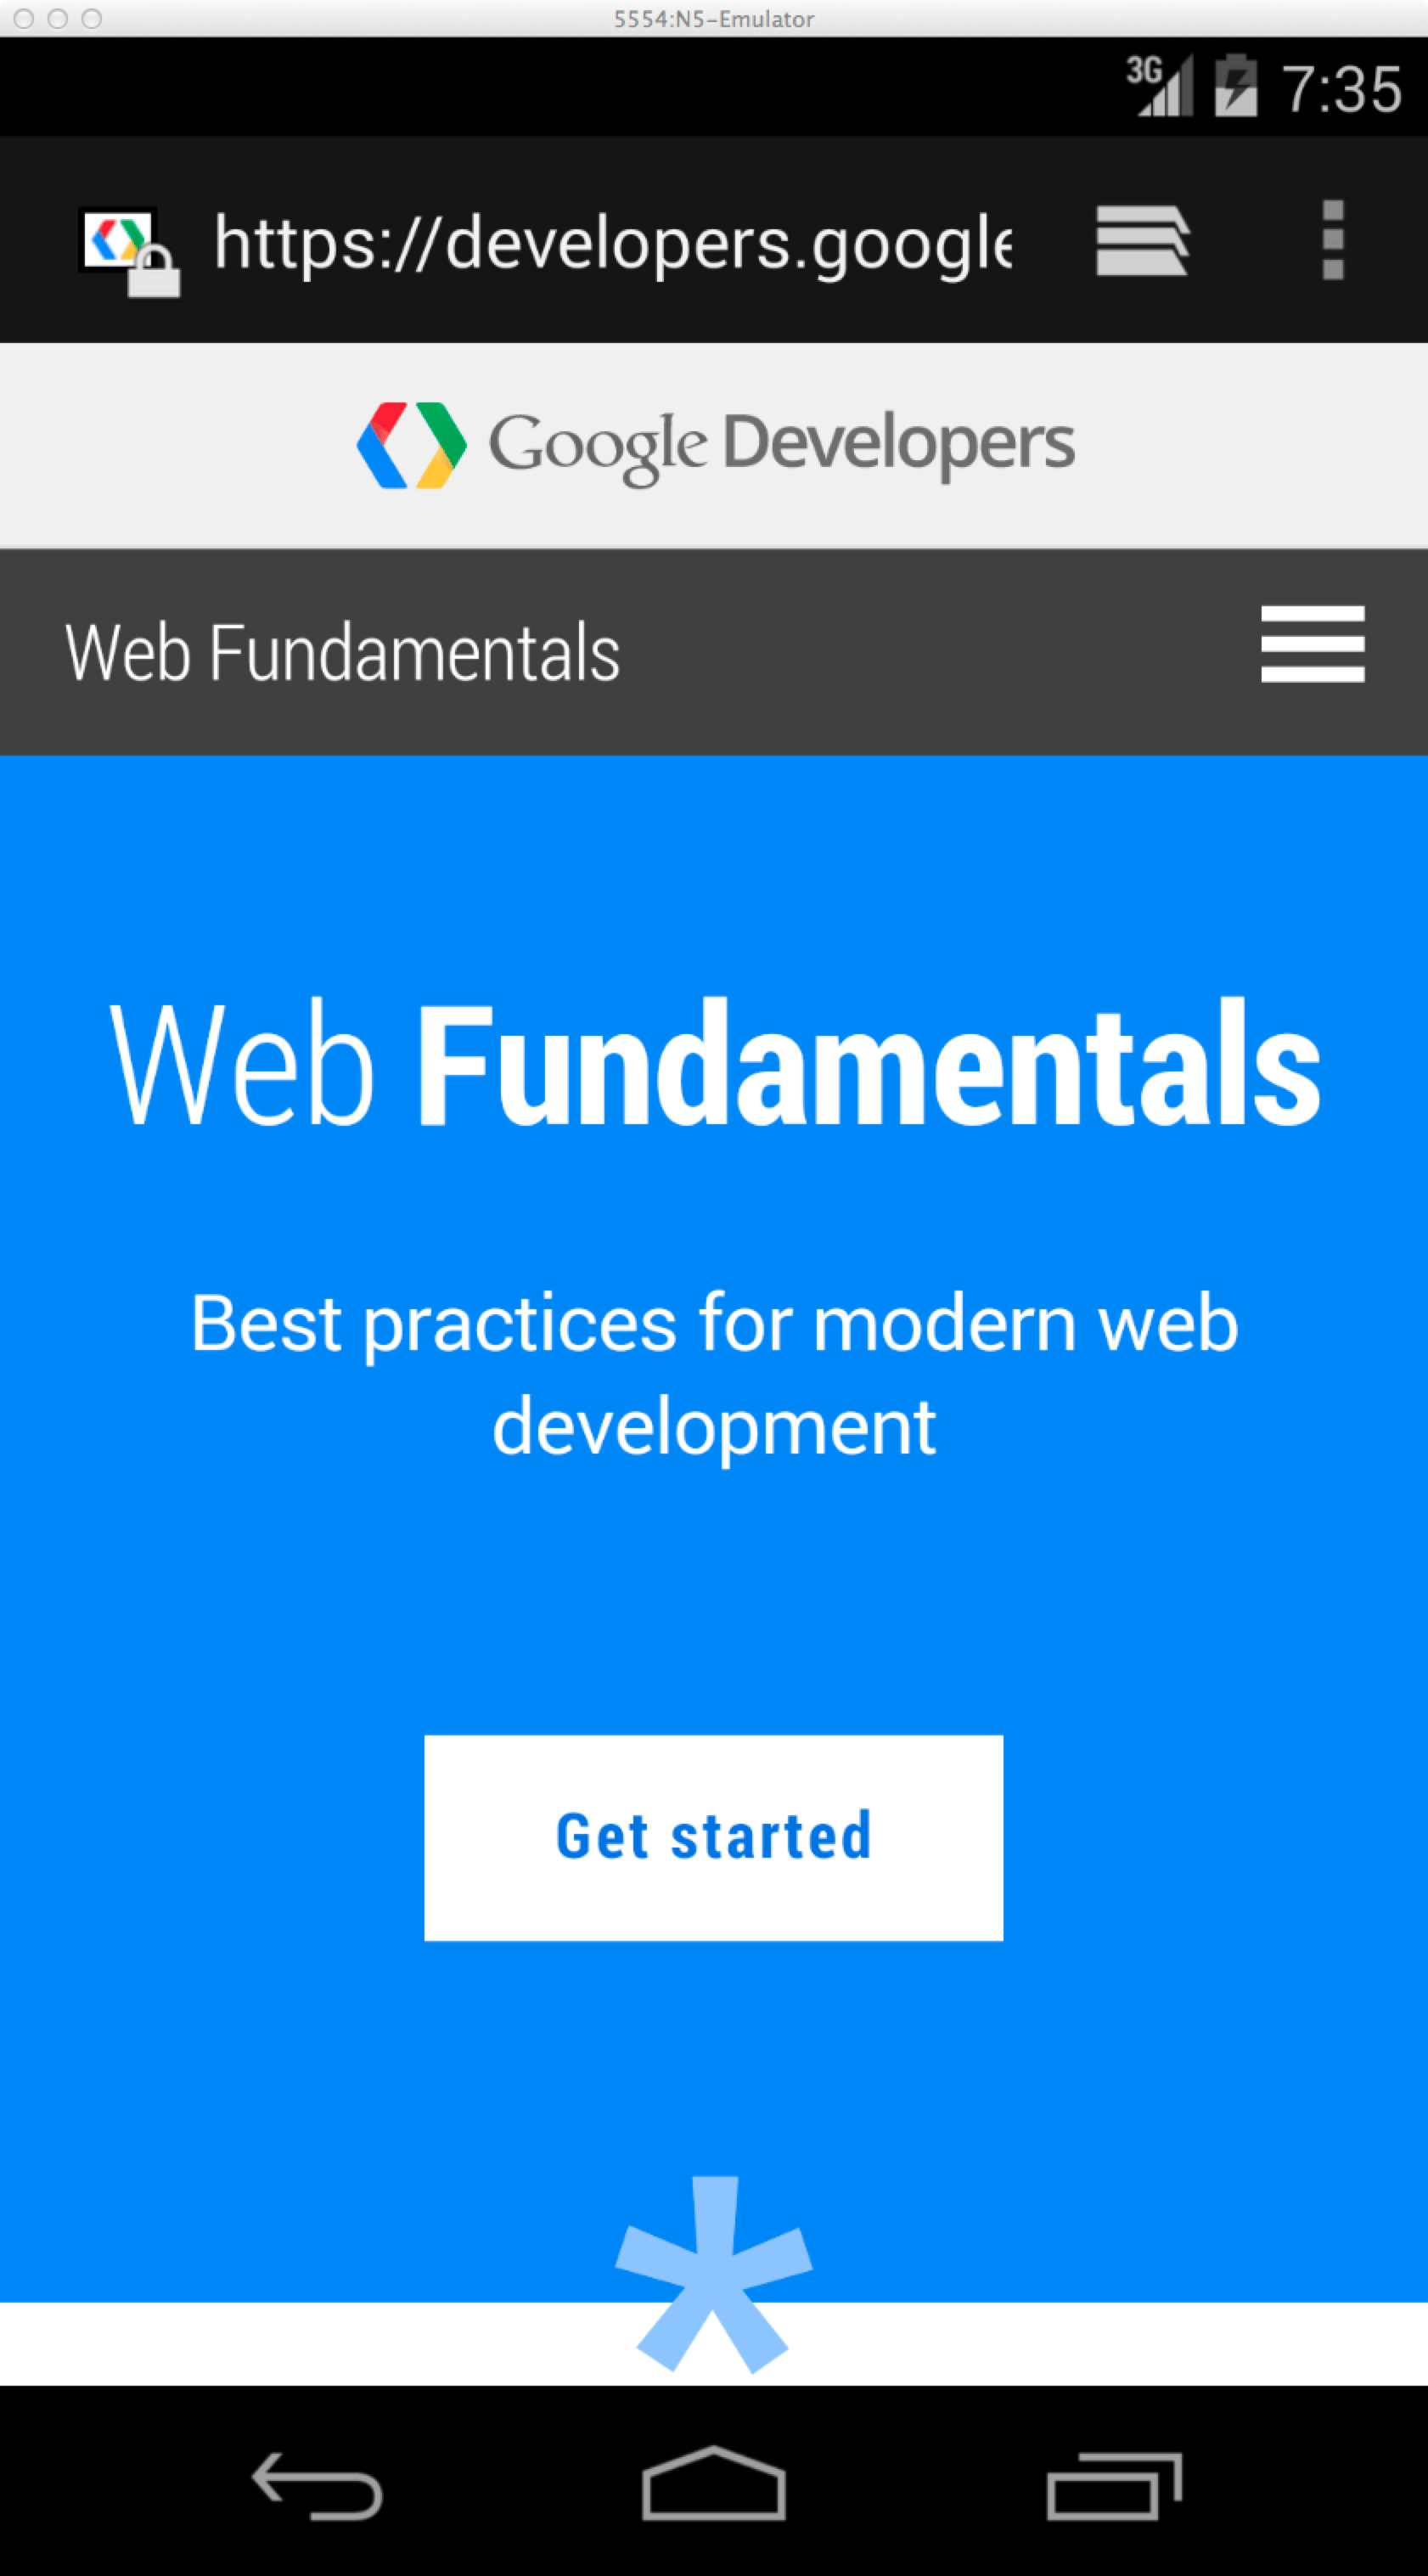 5554:N5-Emulator
3G 7:35
https://developers.google
Google Developers
Web Fundamentals
Web Fundamentals
Best practices for modern web
development
Get started
*